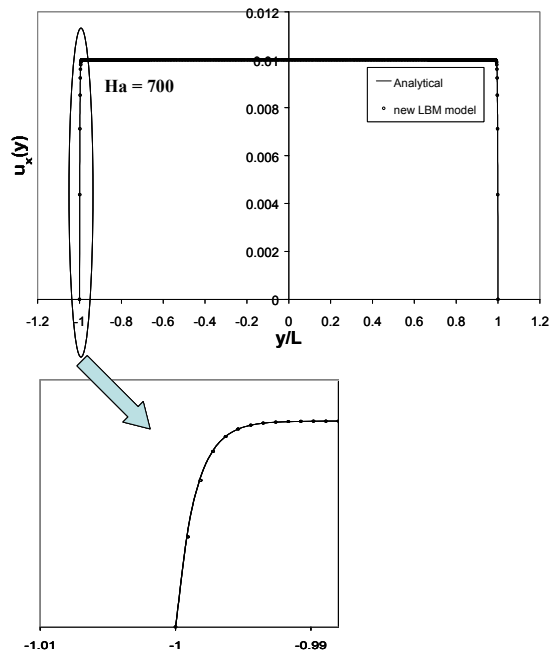 0.012
0.01
Ha = 700
Analytical
new LBM model
0.008
0.006
0.004
0.002
0
u_x(y)
-1.2 -1 -0.8 -0.6 -0.4 -0.2 0 0.2 0.4 0.6 0.8 1 1.2
y/L
-1.01 -1 -0.99